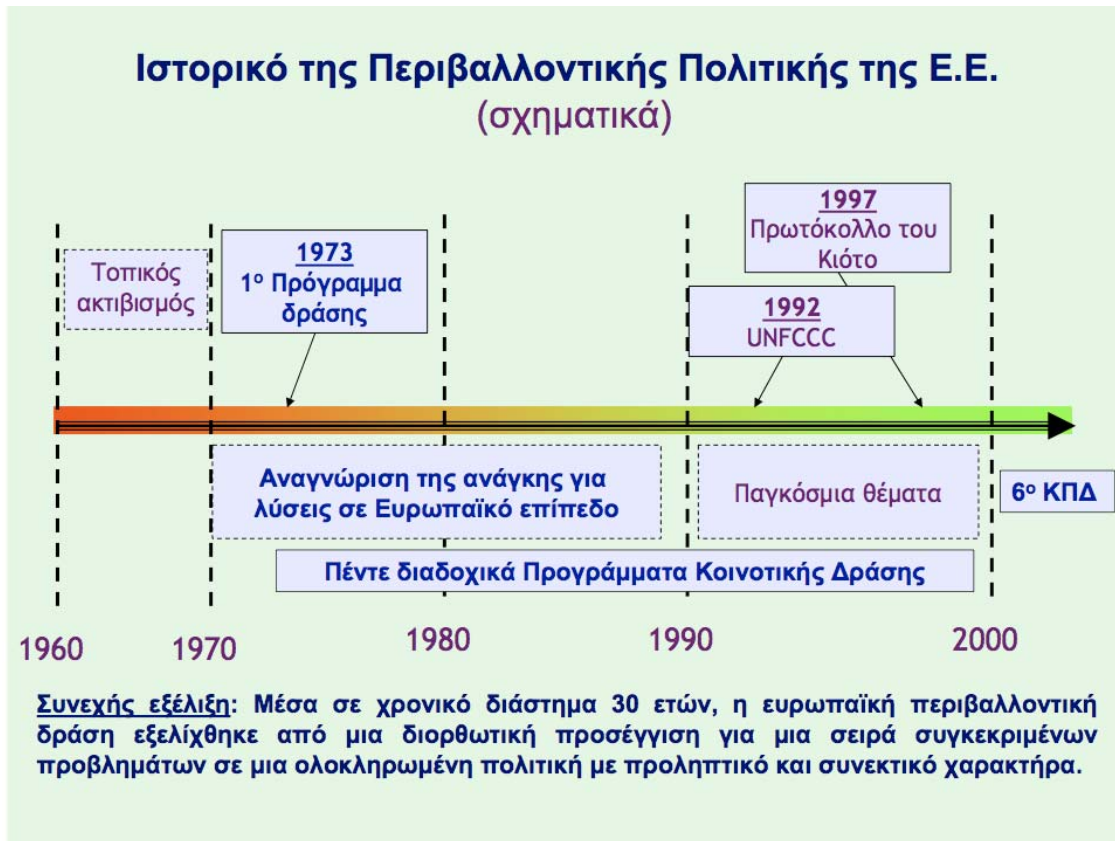 Ιστορικό της Περιβαλλοντικής Πολιτικής της Ε.Ε.
(σχηματικά)
Τοπικός
ακτιβισμός
1973
1ο Πρόγραμμα
δράσης
1997
Πρωτόκολλο του
Κιότο
1992
UNFCCC
Αναγνώριση της ανάγκης για
λύσεις σε Ευρωπαϊκό επίπεδο
Παγκόσμια θέματα
6ο ΚΠΔ
Πέντε διαδοχικά Προγράμματα Κοινοτικής Δράσης
1960
1970
1980
1990
2000
Συνεχής εξέλιξη: Μέσα σε χρονικό διάστημα 30 ετών, η ευρωπαϊκή περιβαλλοντική
δράση εξελίχθηκε από μια διορθωτική προσέγγιση για μια σειρά συγκεκριμένων
προβλημάτων σε μια ολοκληρωμένη πολιτική με προληπτικό και συνεκτικό χαρακτήρα.